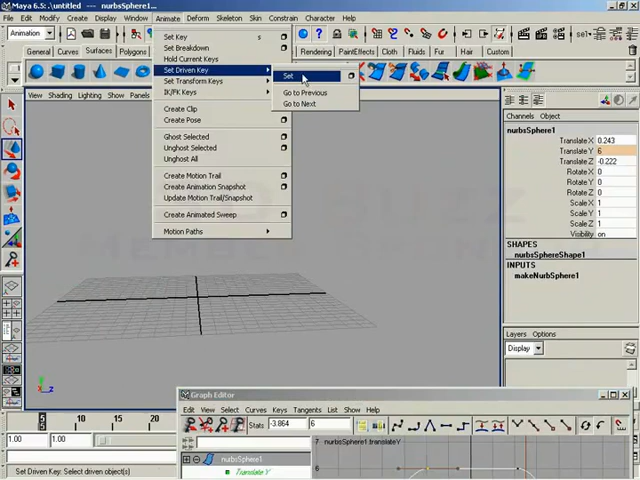 Maya 6.5: .\untitled --- nurbsSphere1...
File Edit Modify Create Display Window Animate Deform Skeleton Skin Constraint Character Help
Animation
General Curves Surfaces Polygons Rendering PaintEffects Cloth Fur Hair Custom
View Shading Lighting Show Panels
Set Key s
Set Breakdown
Hold Current Keys
Set Driven Key
Set Transform Keys
IK/FK Keys
Create Clip
Create Pose
Ghost Selected
Unghost Selected
Unghost All
Create Motion Trail
Create Animation Snapshot
Update Motion Trail/Snapshot
Create Animated Sweep
Motion Paths
Set
Go to Previous
Go to Next
Channels Object
nurbsSphere1
Translate X 0.243
Translate Y 6
Translate Z -0.222
Rotate X 0
Rotate Y 0
Rotate Z 0
Scale X 1
Scale Y 1
Scale Z 1
Visibility on
SHAPES
nurbsSphereShape1
INPUTS
makeNurbSphere1
Layers Options
Display
Graph Editor
Edit View Select Curves Keys Tangents List Show Help
Stats -3.864 6
nurbsSphere1
Translate Y
7 nurbsSphere1.translateY
6
5 10 15
1.00 1.00
Set Driven Key: Select driven object(s)